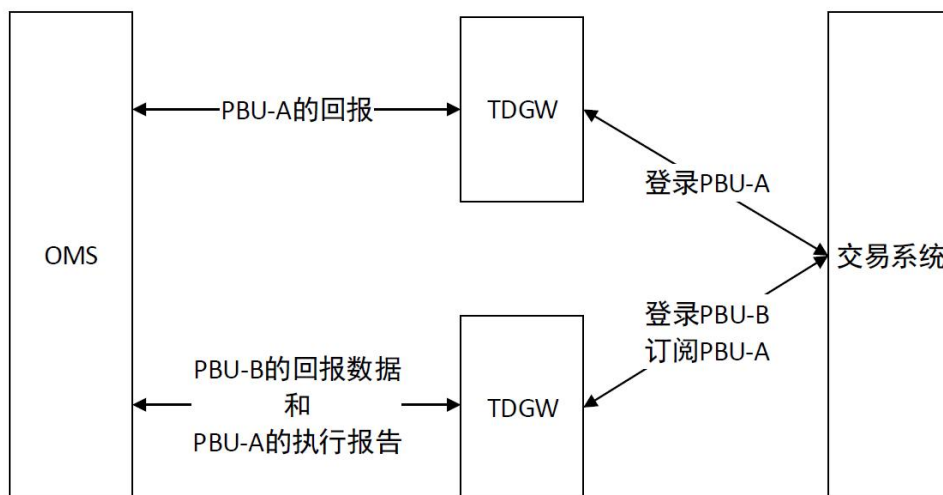 PBU-A的回报
TDGW
登录PBU-A
OMS
交易系统
登录PBU-B
订阅PBU-A
PBU-B的回报数据
和
PBU-A的执行报告
TDGW